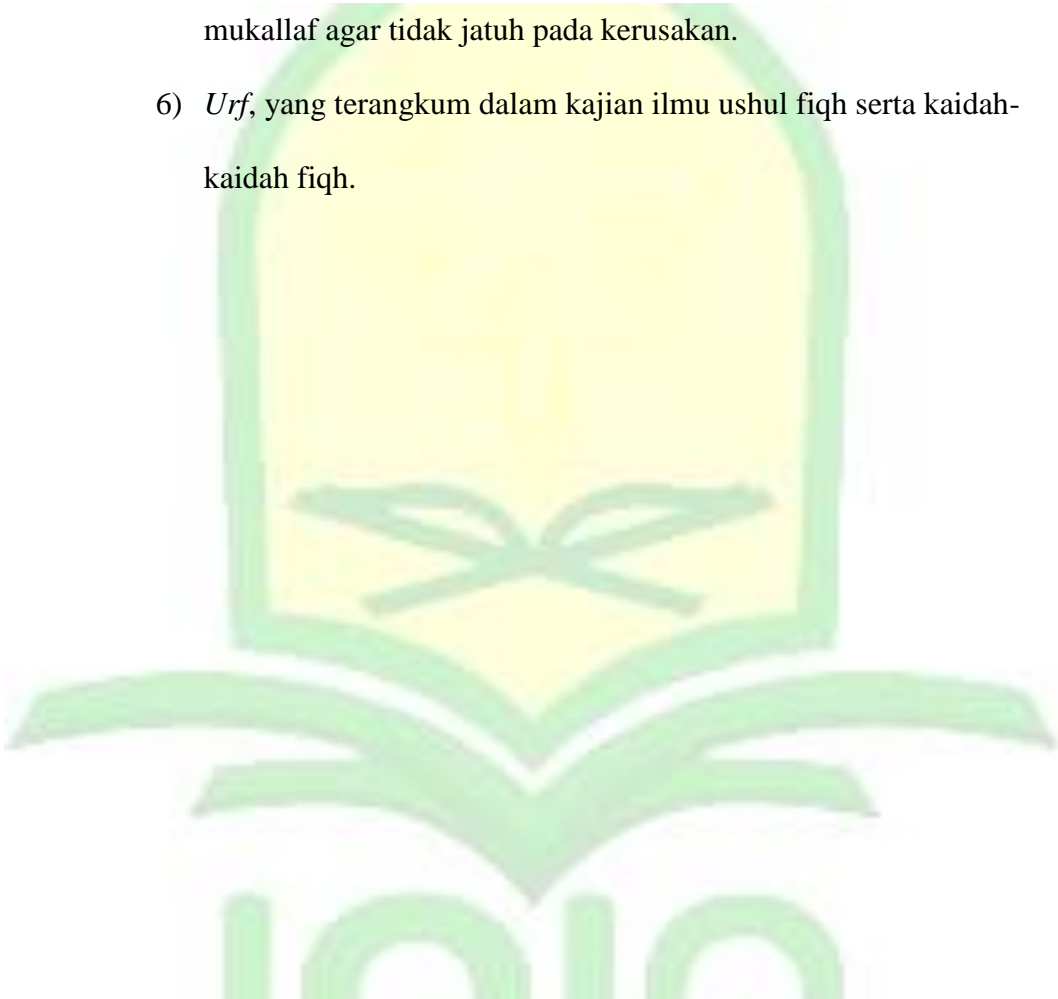 mukallaf agar tidak jatuh pada kerusakan.
6) Urf, yang terangkum dalam kajian ilmu ushul fiqh serta kaidah-
kaidah fiqh.